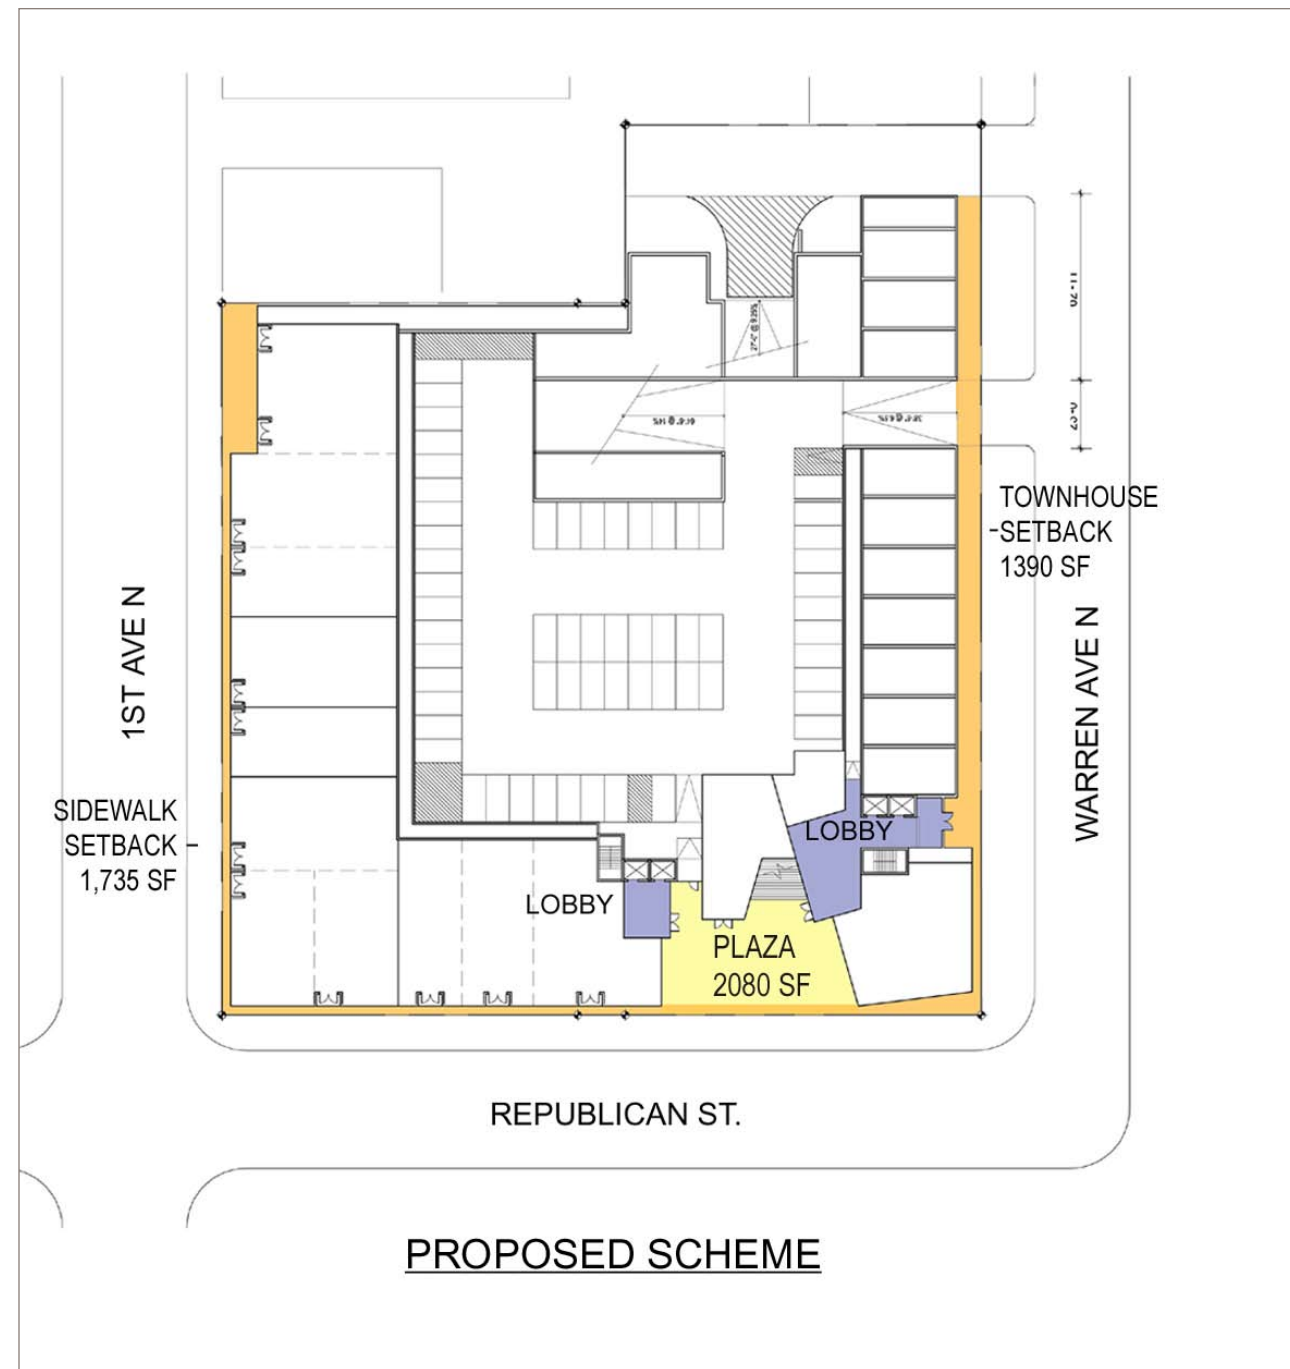 TOWNHOUSE
SETBACK
1390 SF
1ST AVE N
WARREN AVE N
SIDEWALK
SETBACK
1,735 SF
LOBBY
LOBBY
PLAZA
2080 SF
REPUBLICAN ST.
PROPOSED SCHEME